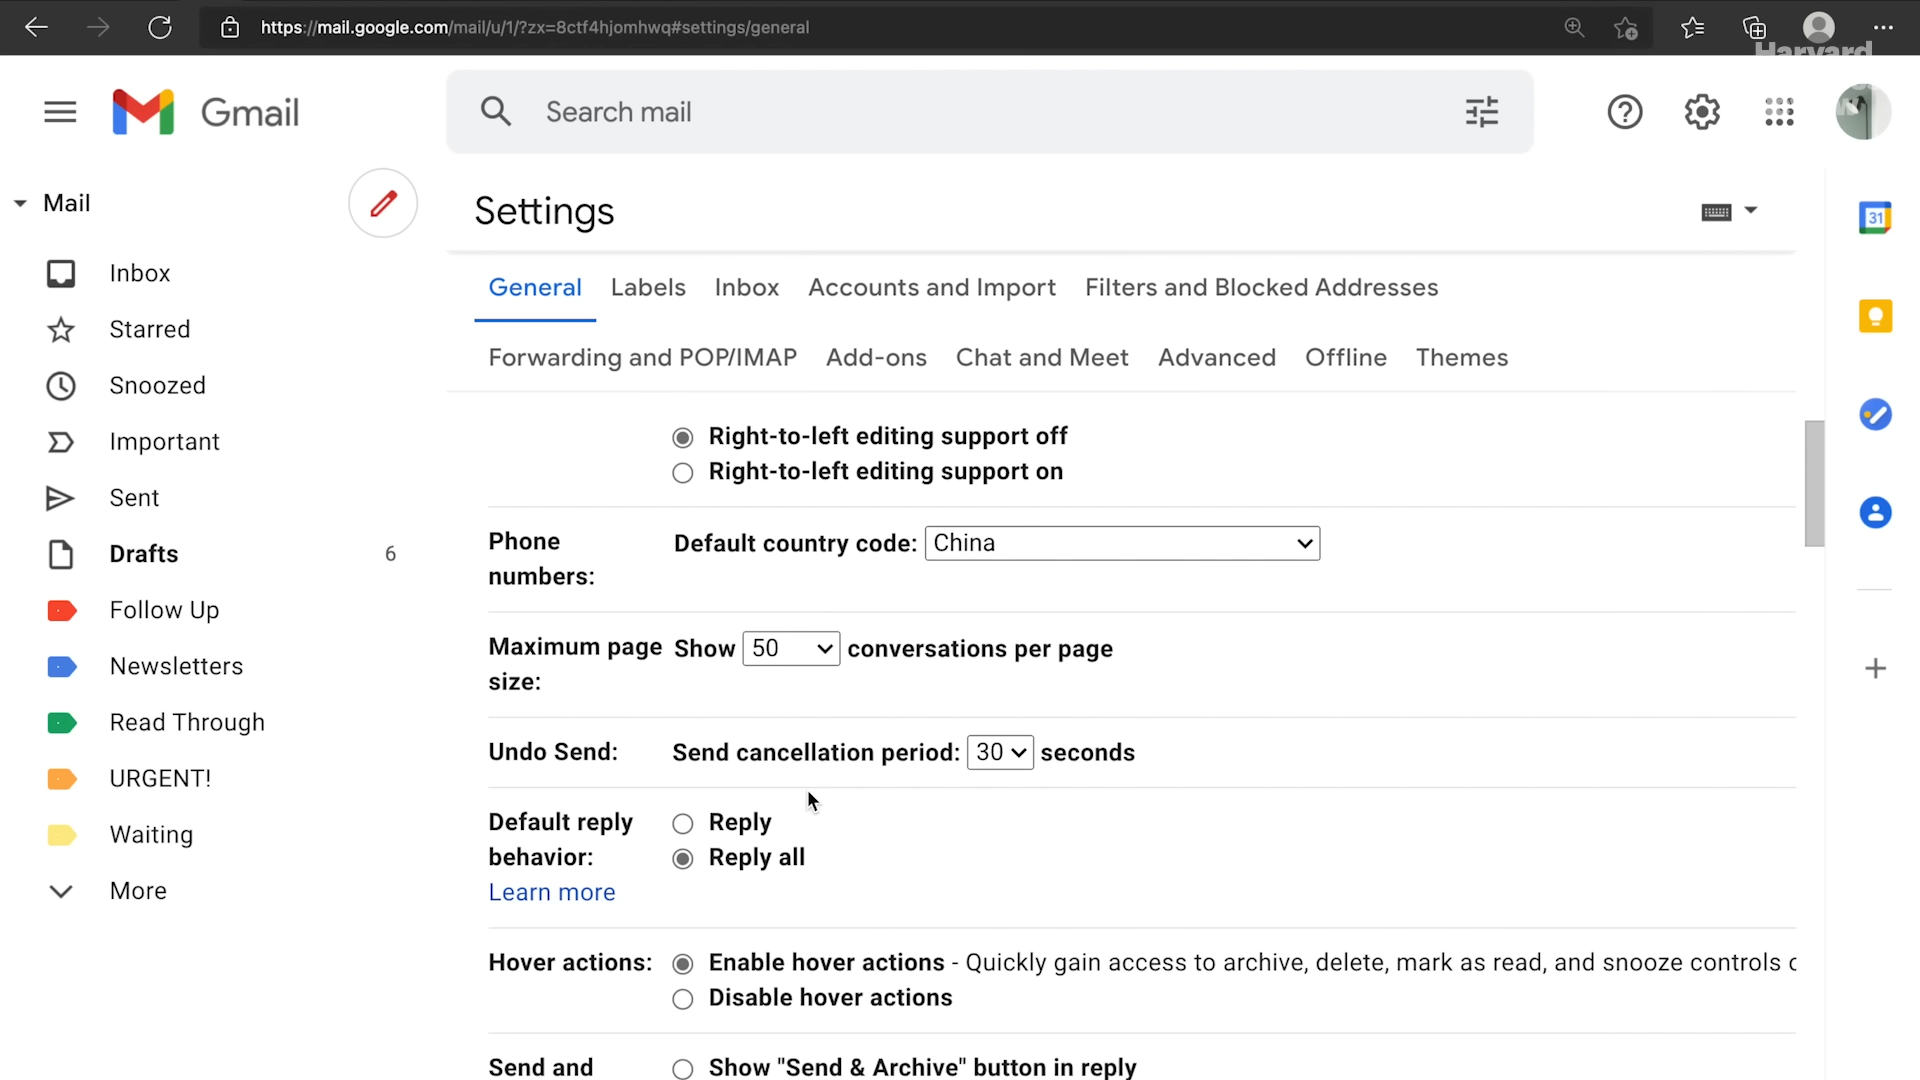 https://mail.google.com/mail/u/1/?zx=8ctf4hjomhwq#settings/general
Harvard
Gmail
Search mail
Mail
Settings
31
General Labels Inbox Accounts and Import Filters and Blocked Addresses
Inbox
Starred
Forwarding and POP/IMAP Add-ons Chat and Meet Advanced Offline Themes
Snoozed
Important
Sent
Drafts 6
Follow Up
Newsletters
Read Through
URGENT!
Waiting
More
Right-to-left editing support off
Right-to-left editing support on
Phone numbers: Default country code: China
Maximum page size: Show 50 conversations per page
Undo Send: Send cancellation period: 30 seconds
Default reply behavior: Reply
Reply all
Learn more
Hover actions: Enable hover actions - Quickly gain access to archive, delete, mark as read, and snooze controls
Disable hover actions
Send and Show "Send & Archive" button in reply